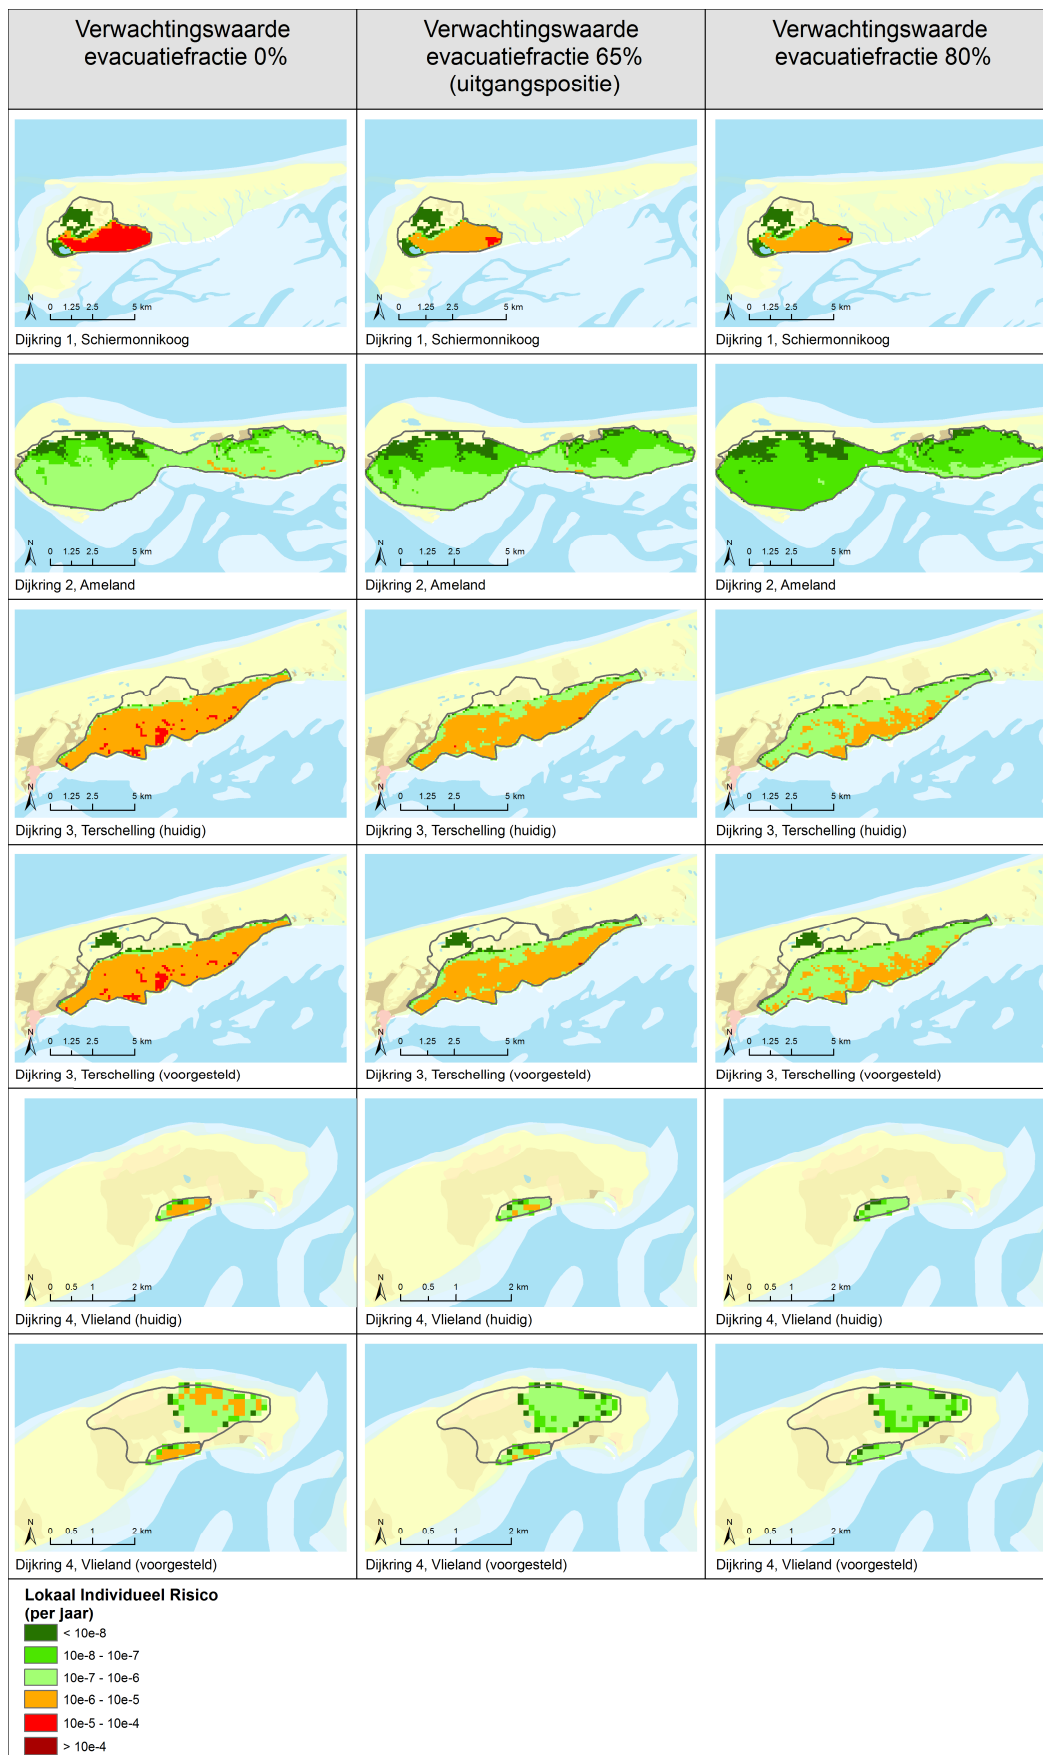 Verwachtingswaarde
evacuatiefractie 0%
Verwachtingswaarde
evacuatiefractie 65%
(uitgangspositie)
Verwachtingswaarde
evacuatiefractie 80%
N
0 1.25 2.5 5 km
Dijkring 1, Schiermonnikoog
N
0 1.25 2.5 5 km
Dijkring 1, Schiermonnikoog
N
0 1.25 2.5 5 km
Dijkring 1, Schiermonnikoog
N
0 1.25 2.5 5 km
Dijkring 2, Ameland
N
0 1.25 2.5 5 km
Dijkring 2, Ameland
N
0 1.25 2.5 5 km
Dijkring 2, Ameland
N
0 1.25 2.5 5 km
Dijkring 3, Terschelling (huidig)
N
0 1.25 2.5 5 km
Dijkring 3, Terschelling (huidig)
N
0 1.25 2.5 5 km
Dijkring 3, Terschelling (huidig)
N
0 1.25 2.5 5 km
Dijkring 3, Terschelling (voorgesteld)
N
0 1.25 2.5 5 km
Dijkring 3, Terschelling (voorgesteld)
N
0 1.25 2.5 5 km
Dijkring 3, Terschelling (voorgesteld)
N
0 0.5 1 2 km
Dijkring 4, Vlieland (huidig)
N
0 0.5 1 2 km
Dijkring 4, Vlieland (huidig)
N
0 0.5 1 2 km
Dijkring 4, Vlieland (huidig)
N
0 0.5 1 2 km
Dijkring 4, Vlieland (voorgesteld)
N
0 0.5 1 2 km
Dijkring 4, Vlieland (voorgesteld)
N
0 0.5 1 2 km
Dijkring 4, Vlieland (voorgesteld)
Lokaal Individueel Risico
(per jaar)
< 10e-8
10e-8 - 10e-7
10e-7 - 10e-6
10e-6 - 10e-5
10e-5 - 10e-4
> 10e-4